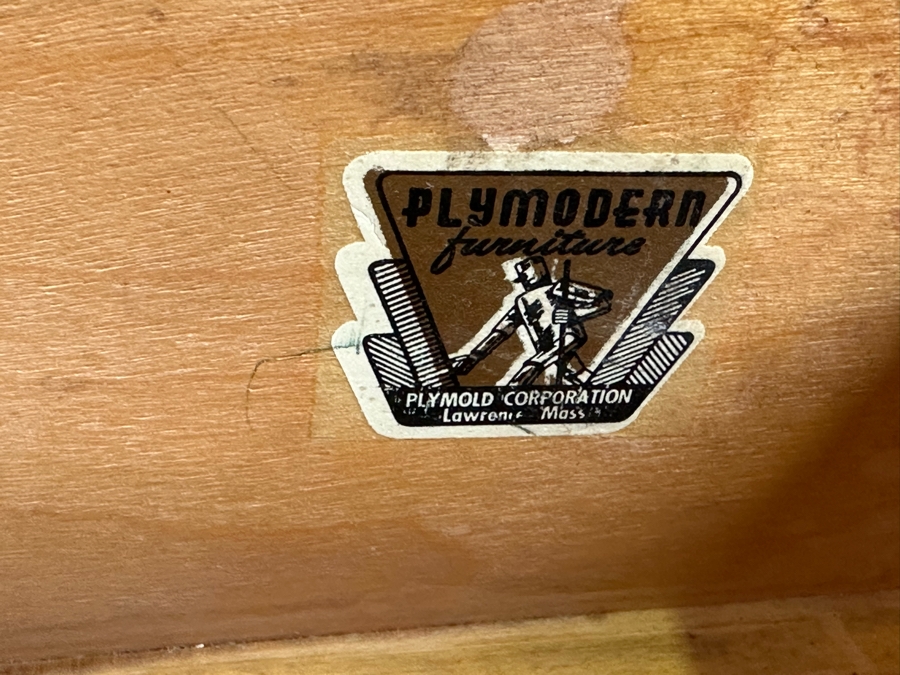 PLYMODERN
furniture
PLYMOLD CORPORATION
Lawrence Mass